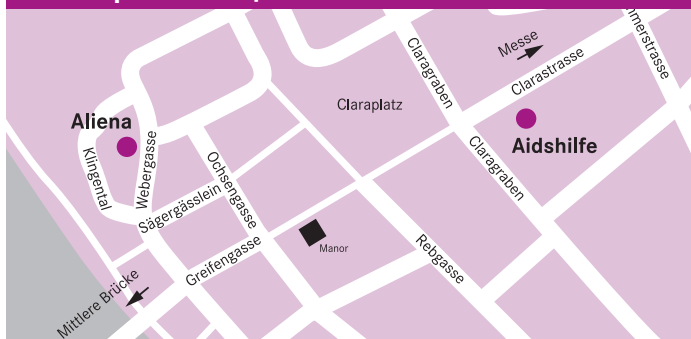 Messe
Clarastrasse
Claragraben
Claraplatz
Aliena
Aidshilfe
Klingental
Webergasse
Ochsengasse
Claragraben
Sägergässlein
Greifengasse
Manor
Rebgasse
Mittlere Brücke